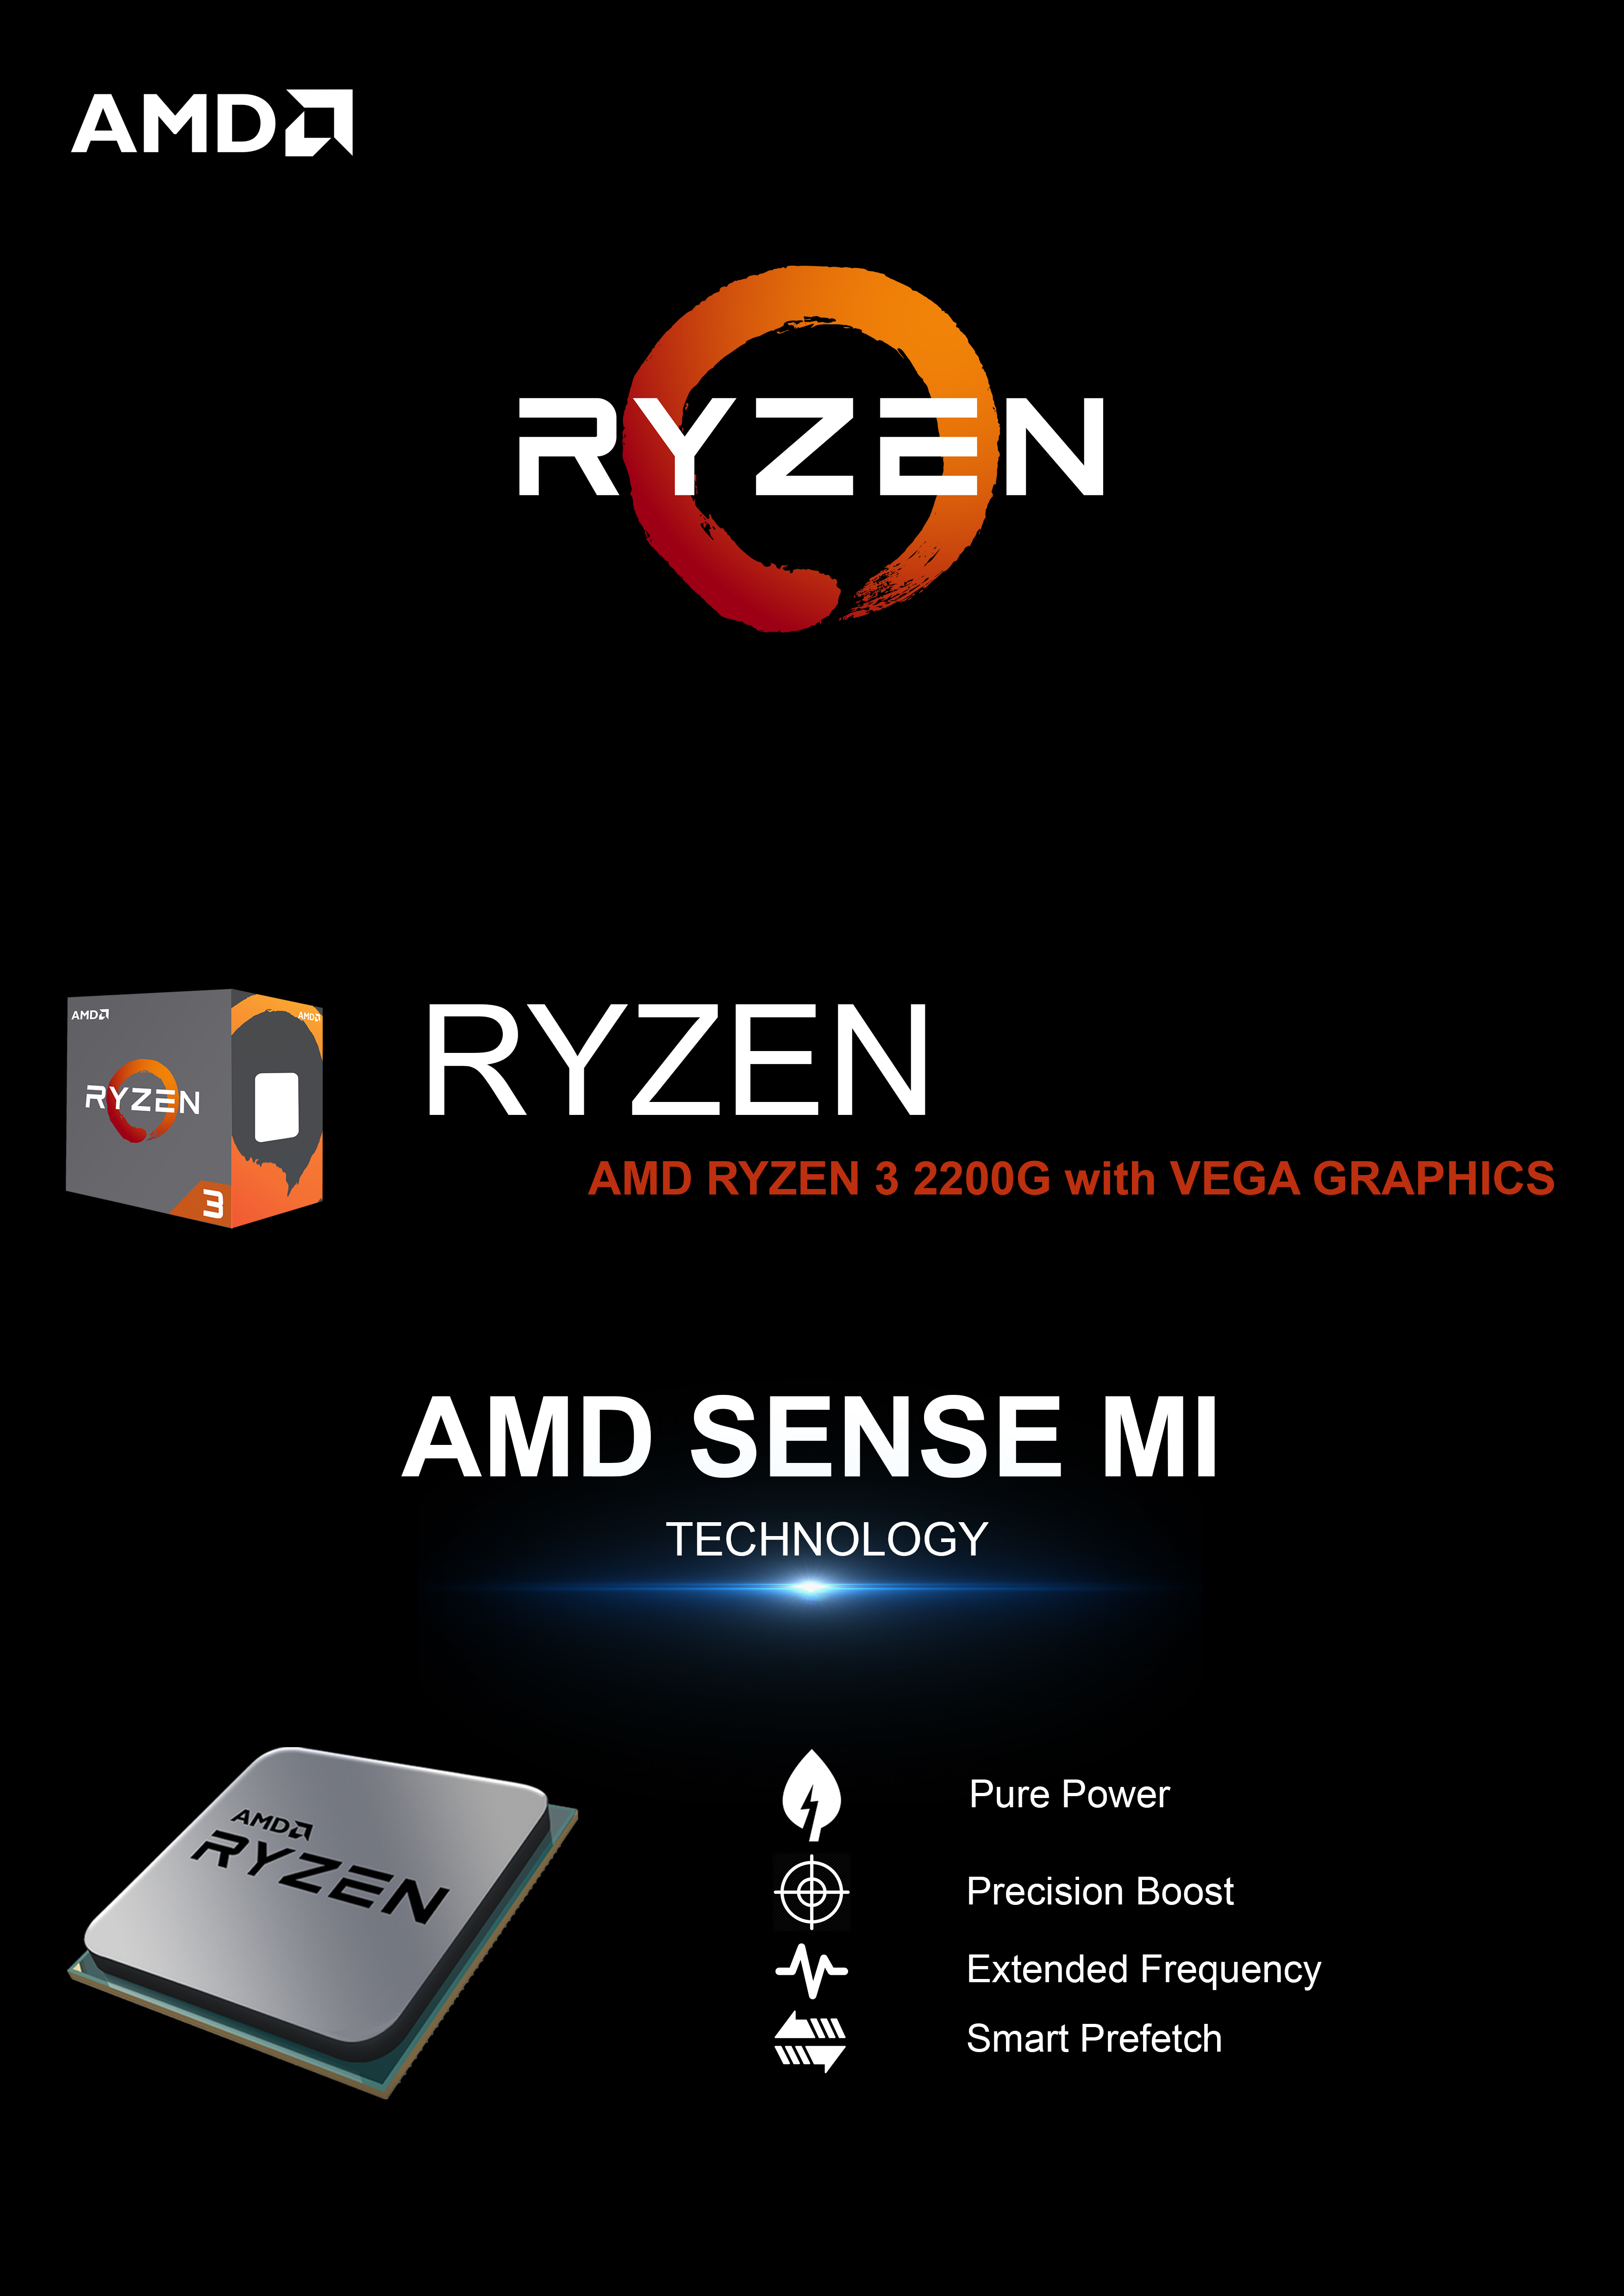 AMD
RYZEN
AMD
AMD
RYZEN
3
RYZEN
AMD RYZEN 3 2200G with VEGA GRAPHICS
AMD SENSE MI
TECHNOLOGY
AMD
RYZEN
Pure Power
Precision Boost
Extended Frequency
Smart Prefetch